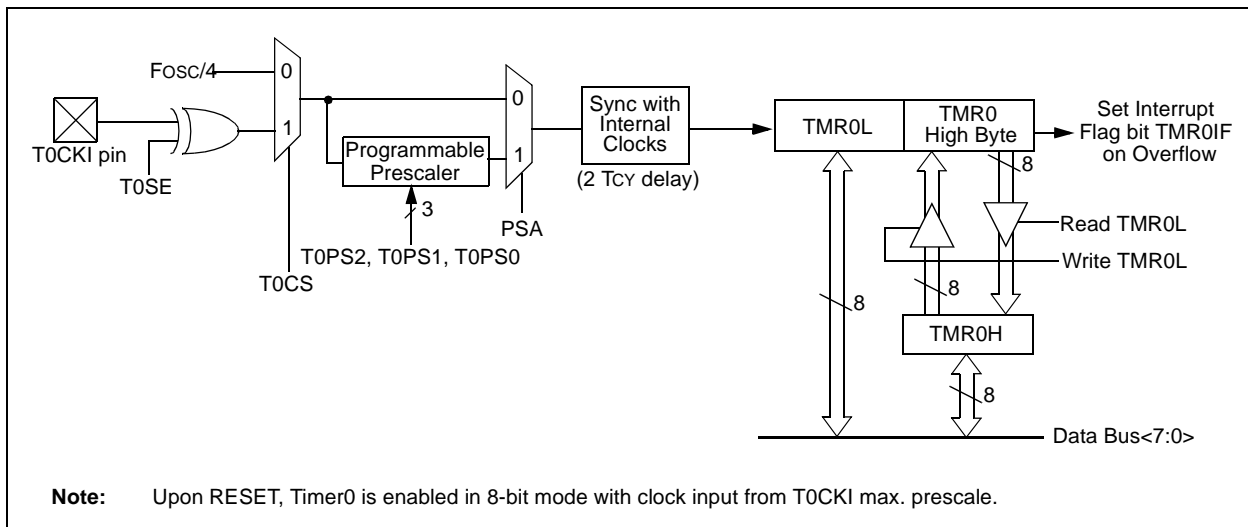 FOSC/4
T0CKI pin
T0SE
0
1
T0CS
Programmable
Prescaler
3
T0PS2, T0PS1, T0PS0
0
1
PSA
Sync with
Internal
Clocks
(2 TCY delay)
TMR0L
TMR0
High Byte
Set Interrupt
Flag bit TMR0IF
on Overflow
8
Read TMR0L
Write TMR0L
8
8
TMR0H
8
Data Bus<7:0>
Note: Upon RESET, Timer0 is enabled in 8-bit mode with clock input from T0CKI max. prescale.